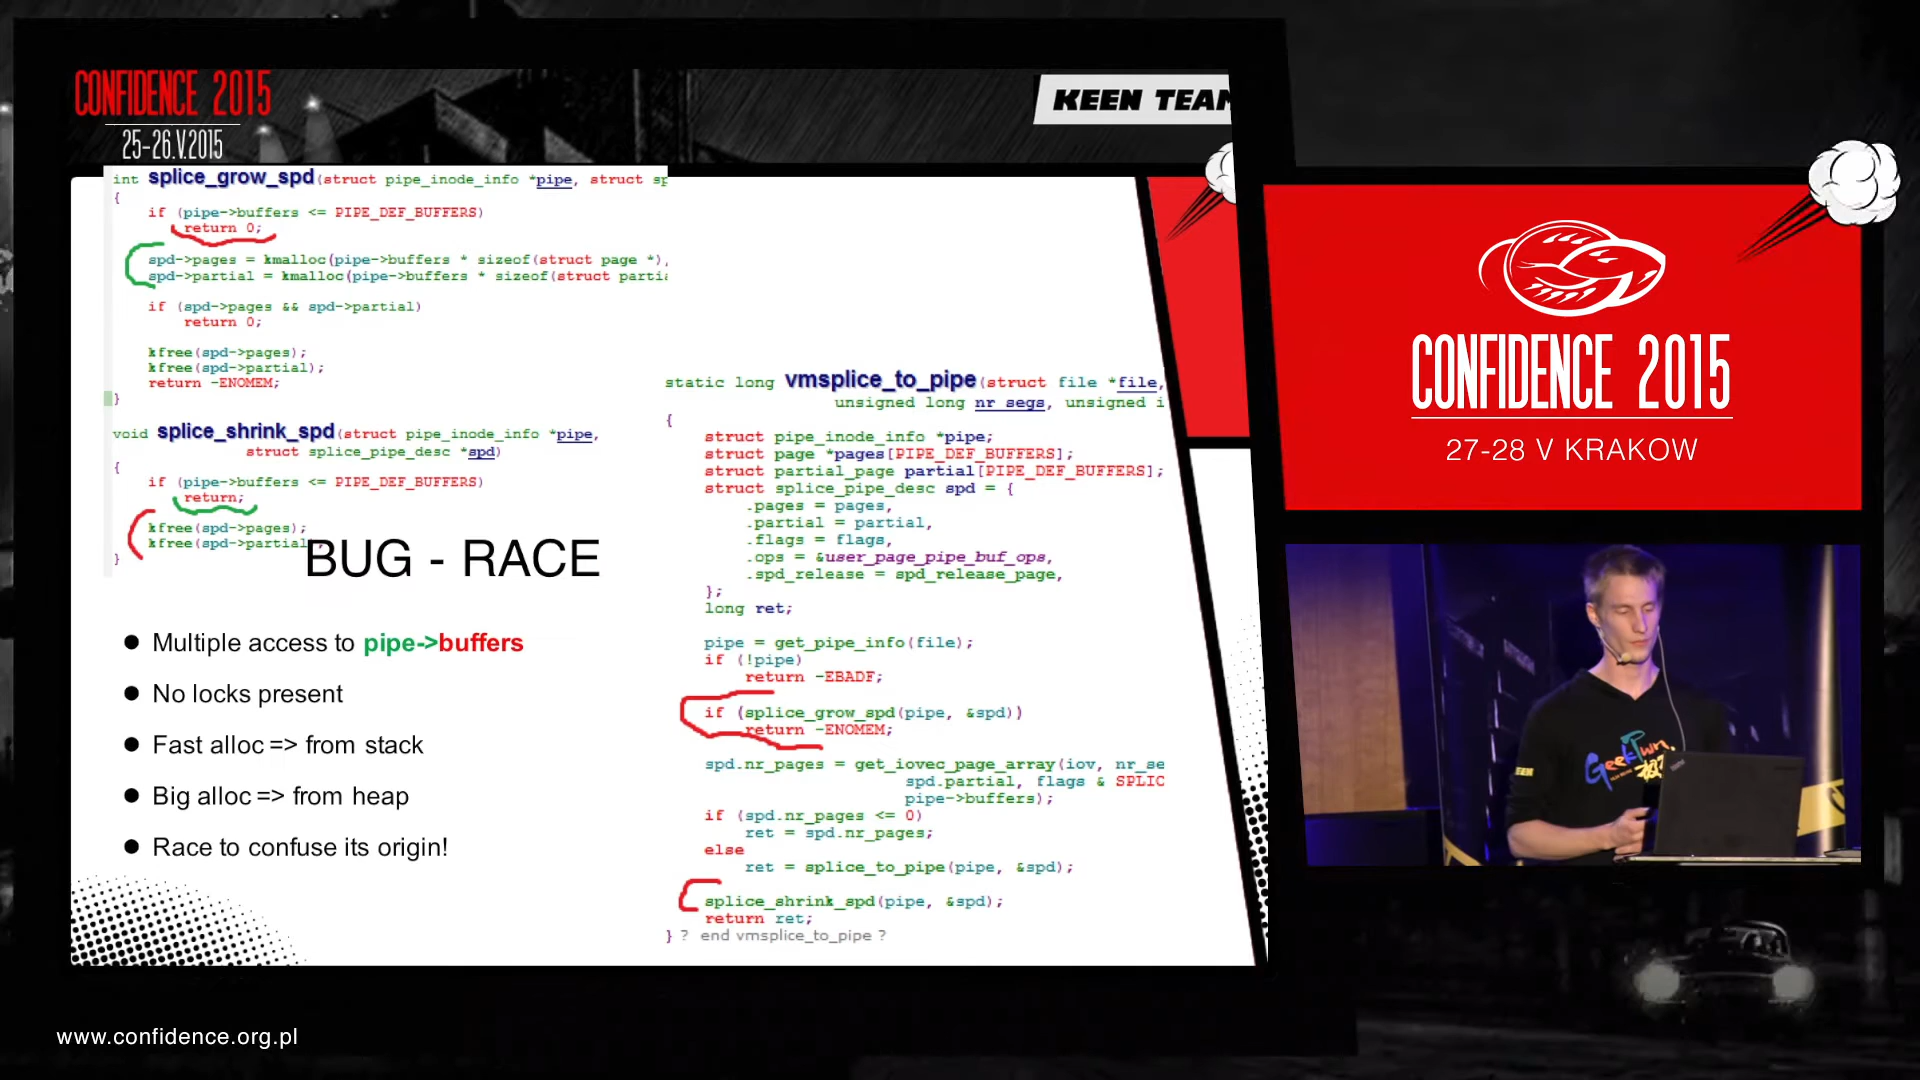 CONFIDENCE 2015
25-26.V.2015
KEEN TEAM
int splice_grow_spd(struct pipe_inode_info *pipe, struct sp
{
if (pipe->buffers <= PIPE_DEF_BUFFERS)
return 0;
spd->pages = kmalloc(pipe->buffers * sizeof(struct page *),
spd->partial = kmalloc(pipe->buffers * sizeof(struct partia
if (spd->pages && spd->partial)
return 0;
kfree(spd->pages);
kfree(spd->partial);
return -ENOMEM;
}
void splice_shrink_spd(struct pipe_inode_info *pipe,
struct splice_pipe_desc *spd)
{
if (pipe->buffers <= PIPE_DEF_BUFFERS)
return;
kfree(spd->pages);
kfree(spd->partial
}
BUG - RACE
● Multiple access to pipe->buffers
● No locks present
● Fast alloc => from stack
● Big alloc => from heap
● Race to confuse its origin!
static long vmsplice_to_pipe(struct file *file,
unsigned long nr_segs, unsigned i
{
struct pipe_inode_info *pipe;
struct page *pages[PIPE_DEF_BUFFERS];
struct partial_page partial[PIPE_DEF_BUFFERS];
struct splice_pipe_desc spd = {
.pages = pages,
.partial = partial,
.flags = flags,
.ops = &user_page_pipe_buf_ops,
.spd_release = spd_release_page,
};
long ret;
pipe = get_pipe_info(file);
if (!pipe)
return -EBADF;
if (splice_grow_spd(pipe, &spd))
return -ENOMEM;
spd.nr_pages = get_iovec_page_array(iov, nr_se
spd.partial, flags & SPLIC
pipe->buffers);
if (spd.nr_pages <= 0)
ret = spd.nr_pages;
else
ret = splice_to_pipe(pipe, &spd);
splice_shrink_spd(pipe, &spd);
return ret;
} ? end vmsplice_to_pipe ?
CONFIDENCE 2015
27-28 V KRAKOW
GeekPwn
www.confidence.org.pl